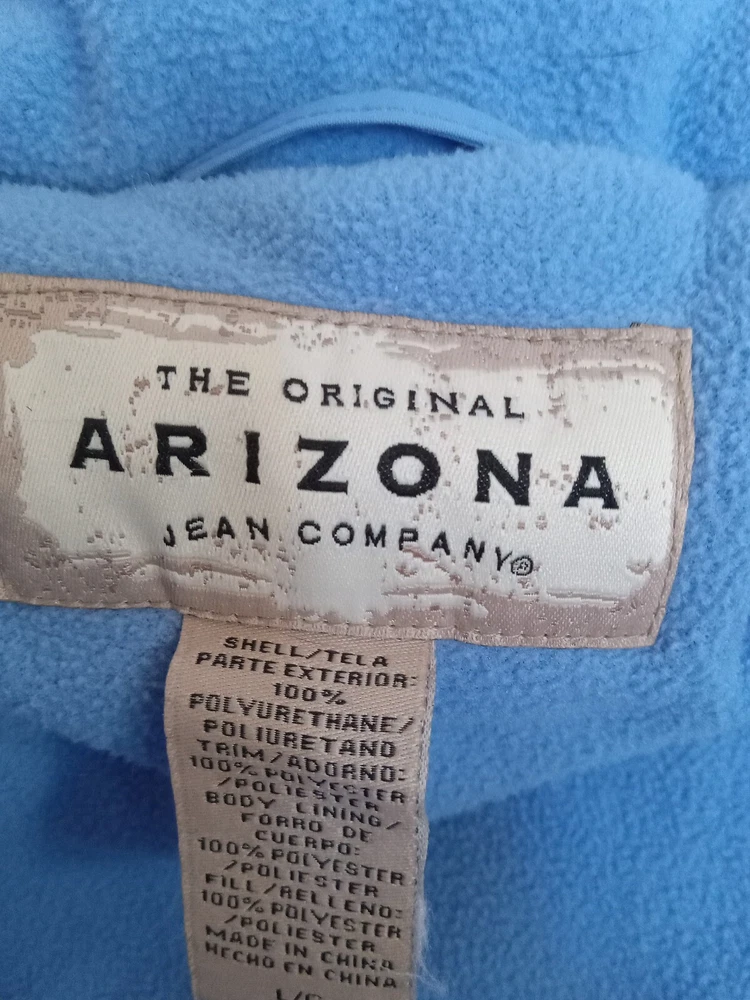 THE ORIGINAL
ARIZONA
JEAN COMPANY®
SHELL/TELA
PARTE EXTERIOR:
100%
POLYURETHANE/
POLIURETANO
TRIM/ADORNO:
100% POLYESTER
/POLIESTER
BODY LINING/
FORRO DE
CUERPO:
100% POLYESTER
/POLIESTER
FILL/RELLENO:
100% POLYESTER
/POLIESTER
MADE IN CHINA
HECHO EN CHINA